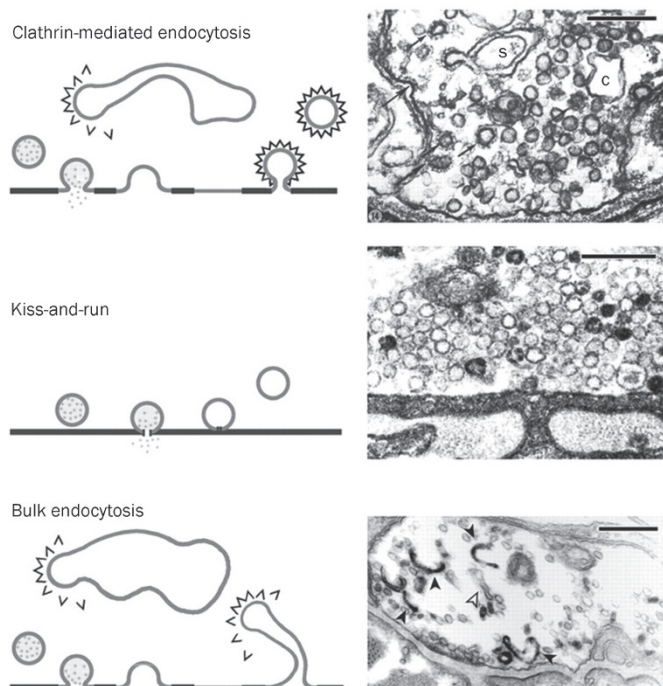 Clathrin-mediated endocytosis
s
c
Kiss-and-run
Bulk endocytosis